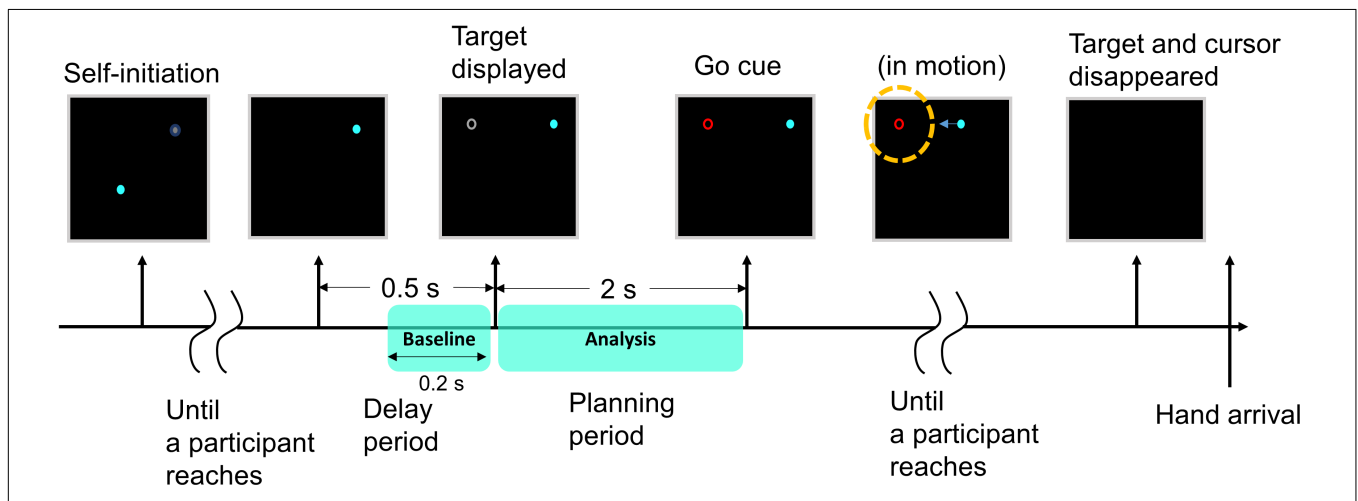 Self-initiation
Target
displayed
Go cue
(in motion)
Target and cursor
disappeared
0.5 s
2 s
Baseline
Analysis
0.2 s
Until
a participant
reaches
Delay
period
Planning
period
Until
a participant
reaches
Hand arrival